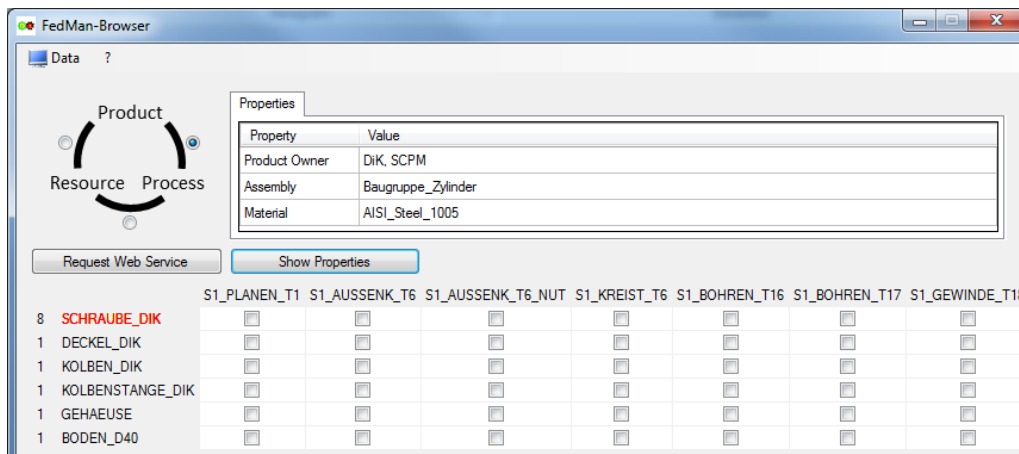 FedMan-Browser
Data ?
Product
Resource Process
Properties
Property Value
Product Owner DiK, SCPM
Assembly Baugruppe_Zylinder
Material AISI_Steel_1005
Request Web Service Show Properties
S1_PLANEN_T1 S1_AUSSENK_T6 S1_AUSSENK_T6_NUT S1_KREIST_T6 S1_BOHREN_T16 S1_BOHREN_T17 S1_GEWINDE_T18
8 SCHRAUBE_DIK
1 DECKEL_DIK
1 KOLBEN_DIK
1 KOLBENSTANGE_DIK
1 GEHAEUSE
1 BODEN_D40